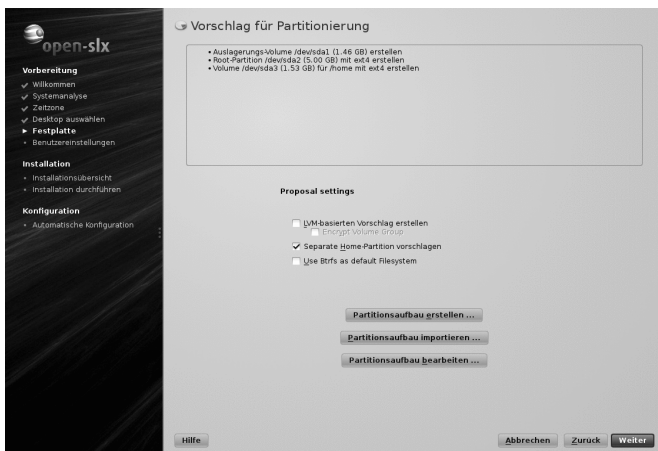 open-slx
Vorbereitung
Willkommen
Systemanalyse
Zeitzone
Desktop auswählen
Festplatte
Benutzereinstellungen
Installation
Installationsübersicht
Installation durchführen
Konfiguration
Automatische Konfiguration
Vorschlag für Partitionierung
• Auslagerungs-Volume /dev/sda1 (1.46 GB) erstellen
• Root-Partition /dev/sda2 (5.00 GB) mit ext4 erstellen
• Volume /dev/sda3 (1.53 GB) für /home mit ext4 erstellen
Proposal settings
LVM-basierten Vorschlag erstellen
Encrypt Volume Group
Separate Home-Partition vorschlagen
Use Btrfs as default Filesystem
Partitionsaufbau erstellen ...
Partitionsaufbau importieren ...
Partitionsaufbau bearbeiten ...
Hilfe
Abbrechen
Zurück
Weiter